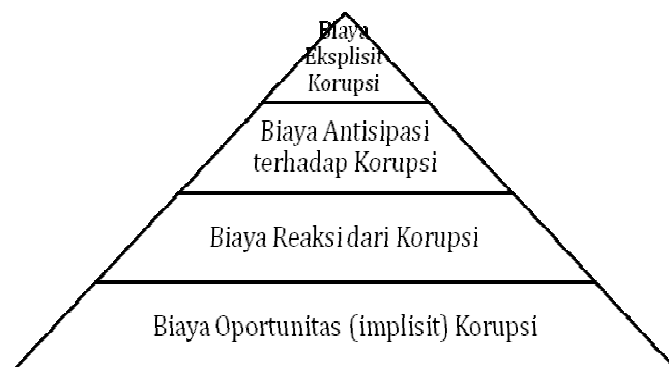 Biaya
Eksplisit
Korupsi
Biaya Antisipasi
terhadap Korupsi
Biaya Reaksi dari Korupsi
Biaya Oportunitas (implisit) Korupsi